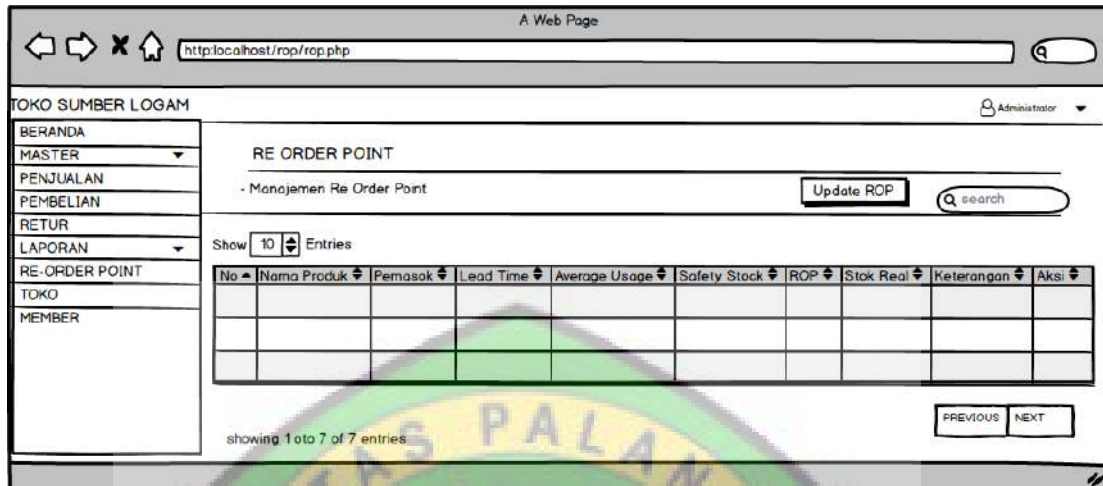 A Web Page
http:localhost/rop/rop.php
TOKO SUMBER LOGAM
Administrator
BERANDA
MASTER
PENJUALAN
PEMBELIAN
RETUR
LAPORAN
RE-ORDER POINT
TOKO
MEMBER
RE ORDER POINT
- Manajemen Re Order Point
Update ROP
search
Show 10 Entries
No Nama Produk Pemasok Lead Time Average Usage Safety Stock ROP Stok Real Keterangan Aksi
showing 1 oto 7 of 7 entries
PREVIOUS NEXT
TAS PALAN